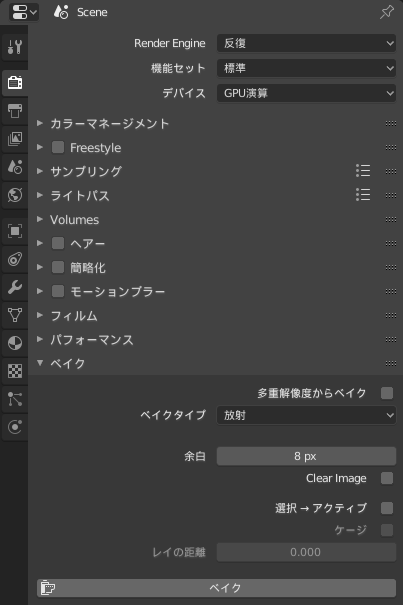 Scene
Render Engine 反復
機能セット 標準
デバイス GPU演算
カラーマネージメント
Freestyle
サンプリング
ライトパス
Volumes
ヘアー
簡略化
モーションブラー
フィルム
パフォーマンス
ベイク
多重解像度からベイク
ベイクタイプ 放射
余白 8 px
Clear Image
選択 → アクティブ
ケージ
レイの距離 0.000
ベイク